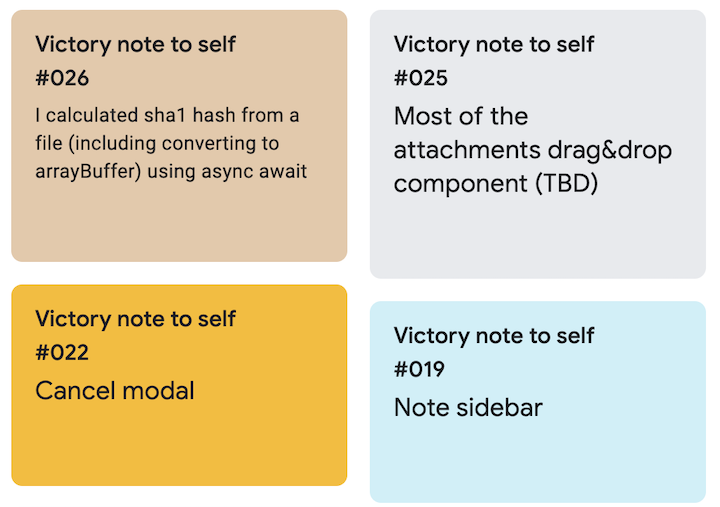 Victory note to self
#026
I calculated sha1 hash from a
file (including converting to
arrayBuffer) using async await
Victory note to self
#025
Most of the
attachments drag&drop
component (TBD)
Victory note to self
#022
Cancel modal
Victory note to self
#019
Note sidebar